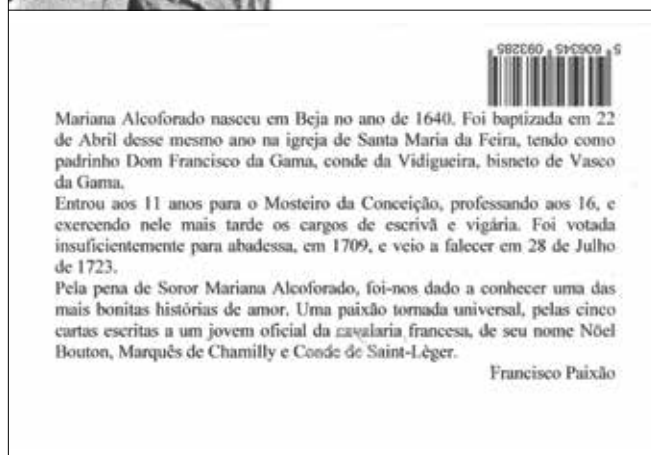 5 606345 093285
Mariana Alcoforado nasceu em Beja no ano de 1640. Foi baptizada em 22
de Abril desse mesmo ano na igreja de Santa Maria da Feira, tendo como
padrinho Dom Francisco da Gama, conde da Vidigueira, bisneto de Vasco
da Gama.
Entrou aos 11 anos para o Mosteiro da Conceição, professando aos 16, e
exercendo nele mais tarde os cargos de escrivã e vigária. Foi votada
insuficientemente para abadessa, em 1709, e veio a falecer em 28 de Julho
de 1723.
Pela pena de Soror Mariana Alcoforado, foi-nos dado a conhecer uma das
mais bonitas histórias de amor. Uma paixão tornada universal, pelas cinco
cartas escritas a um jovem oficial da cavalaria francesa, de seu nome Nöel
Bouton, Marquês de Chamilly e Conde de Saint-Lèger.
Francisco Paixão